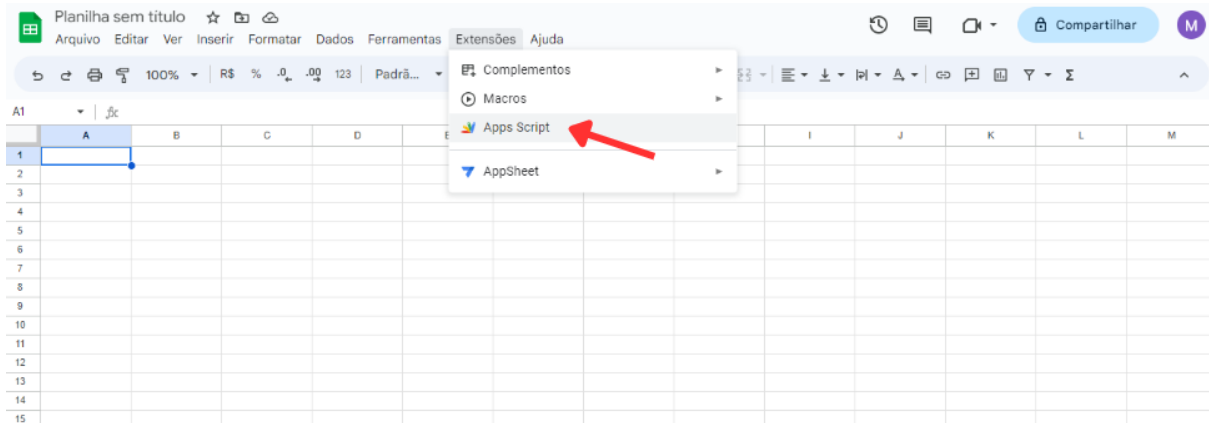 Planilha sem título
Arquivo Editar Ver Inserir Formatar Dados Ferramentas Extensões Ajuda
Compartilhar
M
100% R$ % .0 .00 123 Padrã...
Complementos
Macros
Apps Script
AppSheet
A1 fx
A B C D E I J K L M
1
2
3
4
5
6
7
8
9
10
11
12
13
14
15